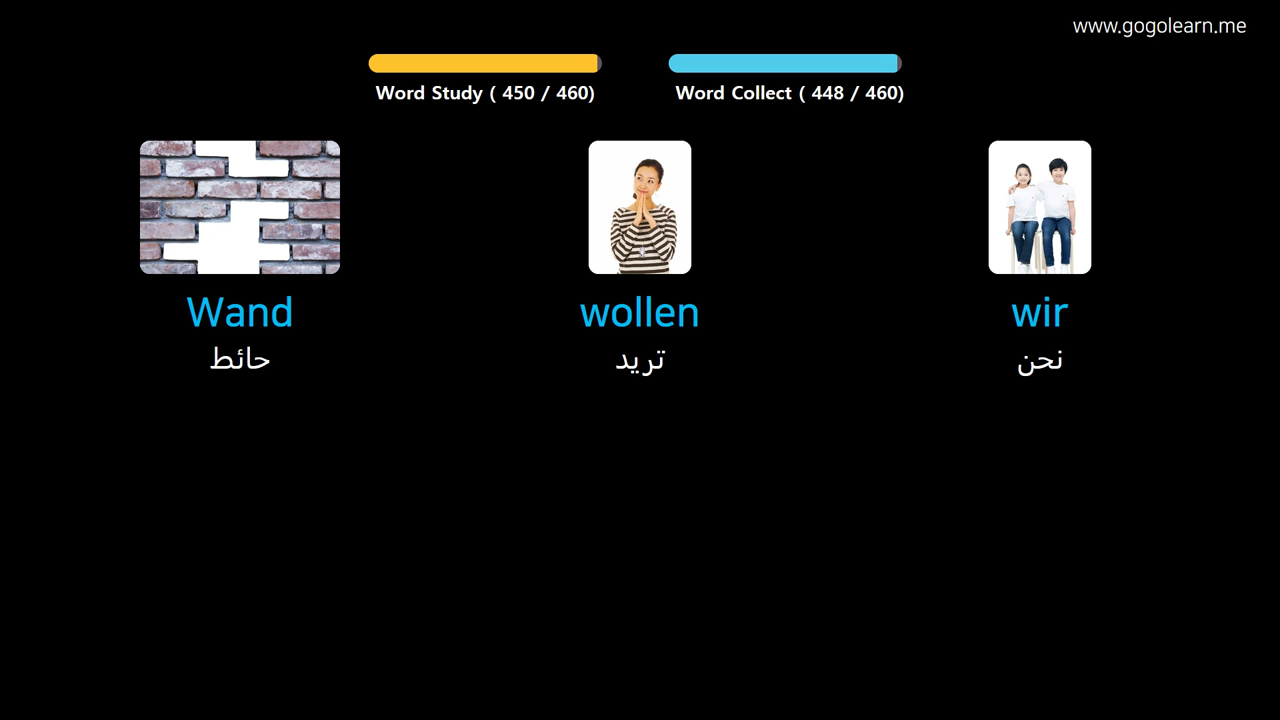 www.gogolearn.me
Word Study ( 450 / 460)
Word Collect ( 448 / 460)
Wand
حائط
wollen
تريد
wir
نحن